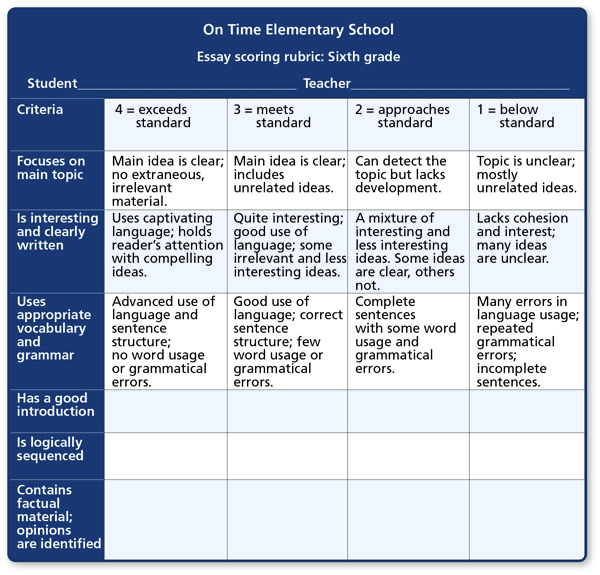 On Time Elementary School
Essay scoring rubric: Sixth grade
Student Teacher
Criteria
4 = exceeds
standard
3 = meets
standard
2 = approaches
standard
1 = below
standard
Focuses on
main topic
Main idea is clear;
no extraneous,
irrelevant
material.
Main idea is clear;
includes
unrelated ideas.
Can detect the
topic but lacks
development.
Topic is unclear;
mostly
unrelated ideas.
Is interesting
and clearly
written
Uses captivating
language; holds
reader's attention
with compelling
ideas.
Quite interesting;
good use of
language; some
irrelevant and less
interesting ideas.
A mixture of
interesting and
less interesting
ideas. Some ideas
are clear, others
not.
Lacks cohesion
and interest;
many ideas
are unclear.
Uses
appropriate
vocabulary
and
grammar
Advanced use of
language and
sentence
structure;
no word usage
or grammatical
errors.
Good use of
language; correct
sentence
structure; few
word usage or
grammatical
errors.
Complete
sentences
with some word
usage and
grammatical
errors.
Many errors in
language usage;
repeated
grammatical
errors;
incomplete
sentences.
Has a good
introduction
Is logically
sequenced
Contains
factual
material;
opinions
are identified